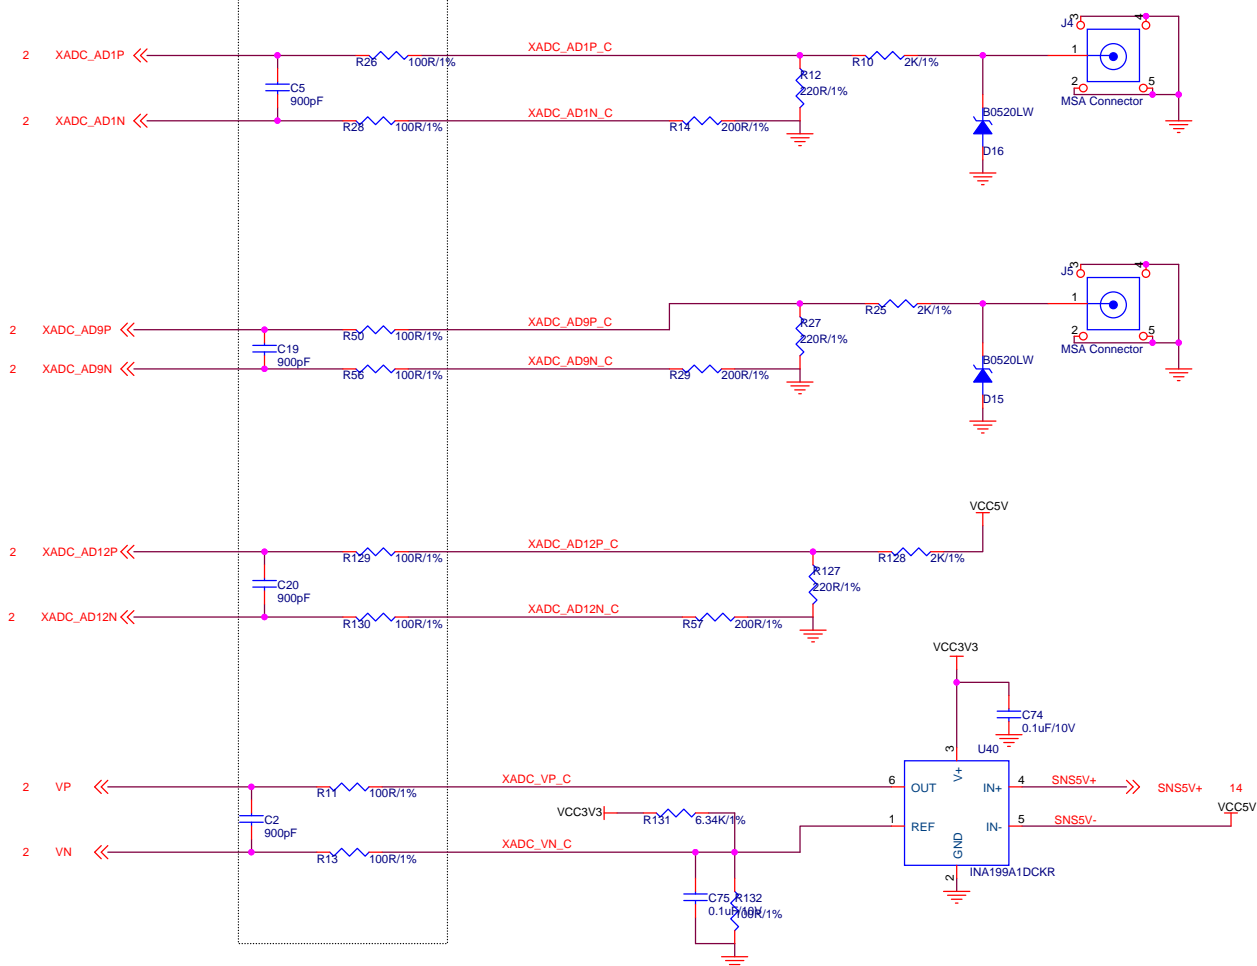 J4
3 4
2 XADC_AD1P XADC_AD1P_C 1
R26 100R/1% R10 2K/1%
R12
220R/1%
C5
900pF
2 5
MSA Connector
2 XADC_AD1N XADC_AD1N_C B0520LW
R28 100R/1% R14 200R/1%
D16
J5
3 4
1
2 XADC_AD9P XADC_AD9P_C R25 2K/1%
R50 100R/1% R27
220R/1%
C19
900pF
2 5
MSA Connector
2 XADC_AD9N XADC_AD9N_C B0520LW
R56 100R/1% R29 200R/1%
D15
VCC5V
2 XADC_AD12P XADC_AD12P_C
R129 100R/1% R128 2K/1%
R127
220R/1%
C20
900pF
2 XADC_AD12N XADC_AD12N_C
R130 100R/1% R57 200R/1%
VCC3V3
C74
0.1uF/10V
3 U40
V+
2 VP XADC_VP_C 6 OUT IN+ 4 SNS5V+ SNS5V+ 14
R11 100R/1%
VCC5V
VCC3V3 R131 6.34K/1%
C2
900pF
1 REF IN- 5 SNS5V-
2 VN XADC_VN_C GND
R13 100R/1%
2 INA199A1DCKR
C75 R132
0.1uF/10V 100R/1%